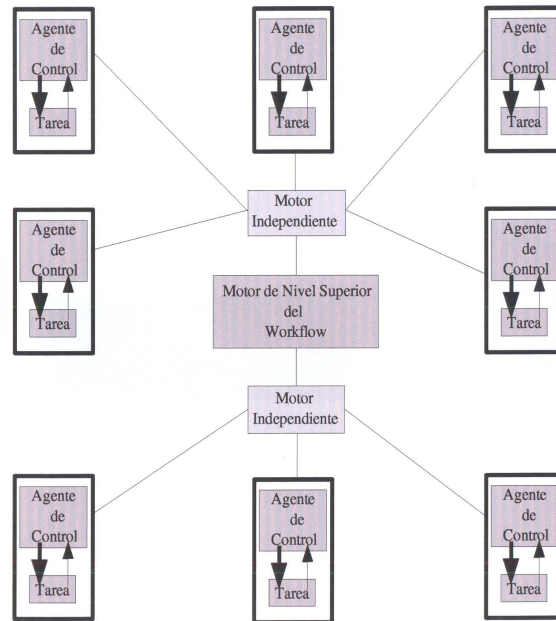 Agente
de
Control
Tarea
Agente
de
Control
Tarea
Agente
de
Control
Tarea
Motor
Independiente
Agente
de
Control
Tarea
Agente
de
Control
Tarea
Motor de Nivel Superior
del
Workflow
Motor
Independiente
Agente
de
Control
Tarea
Agente
de
Control
Tarea
Agente
de
Control
Tarea